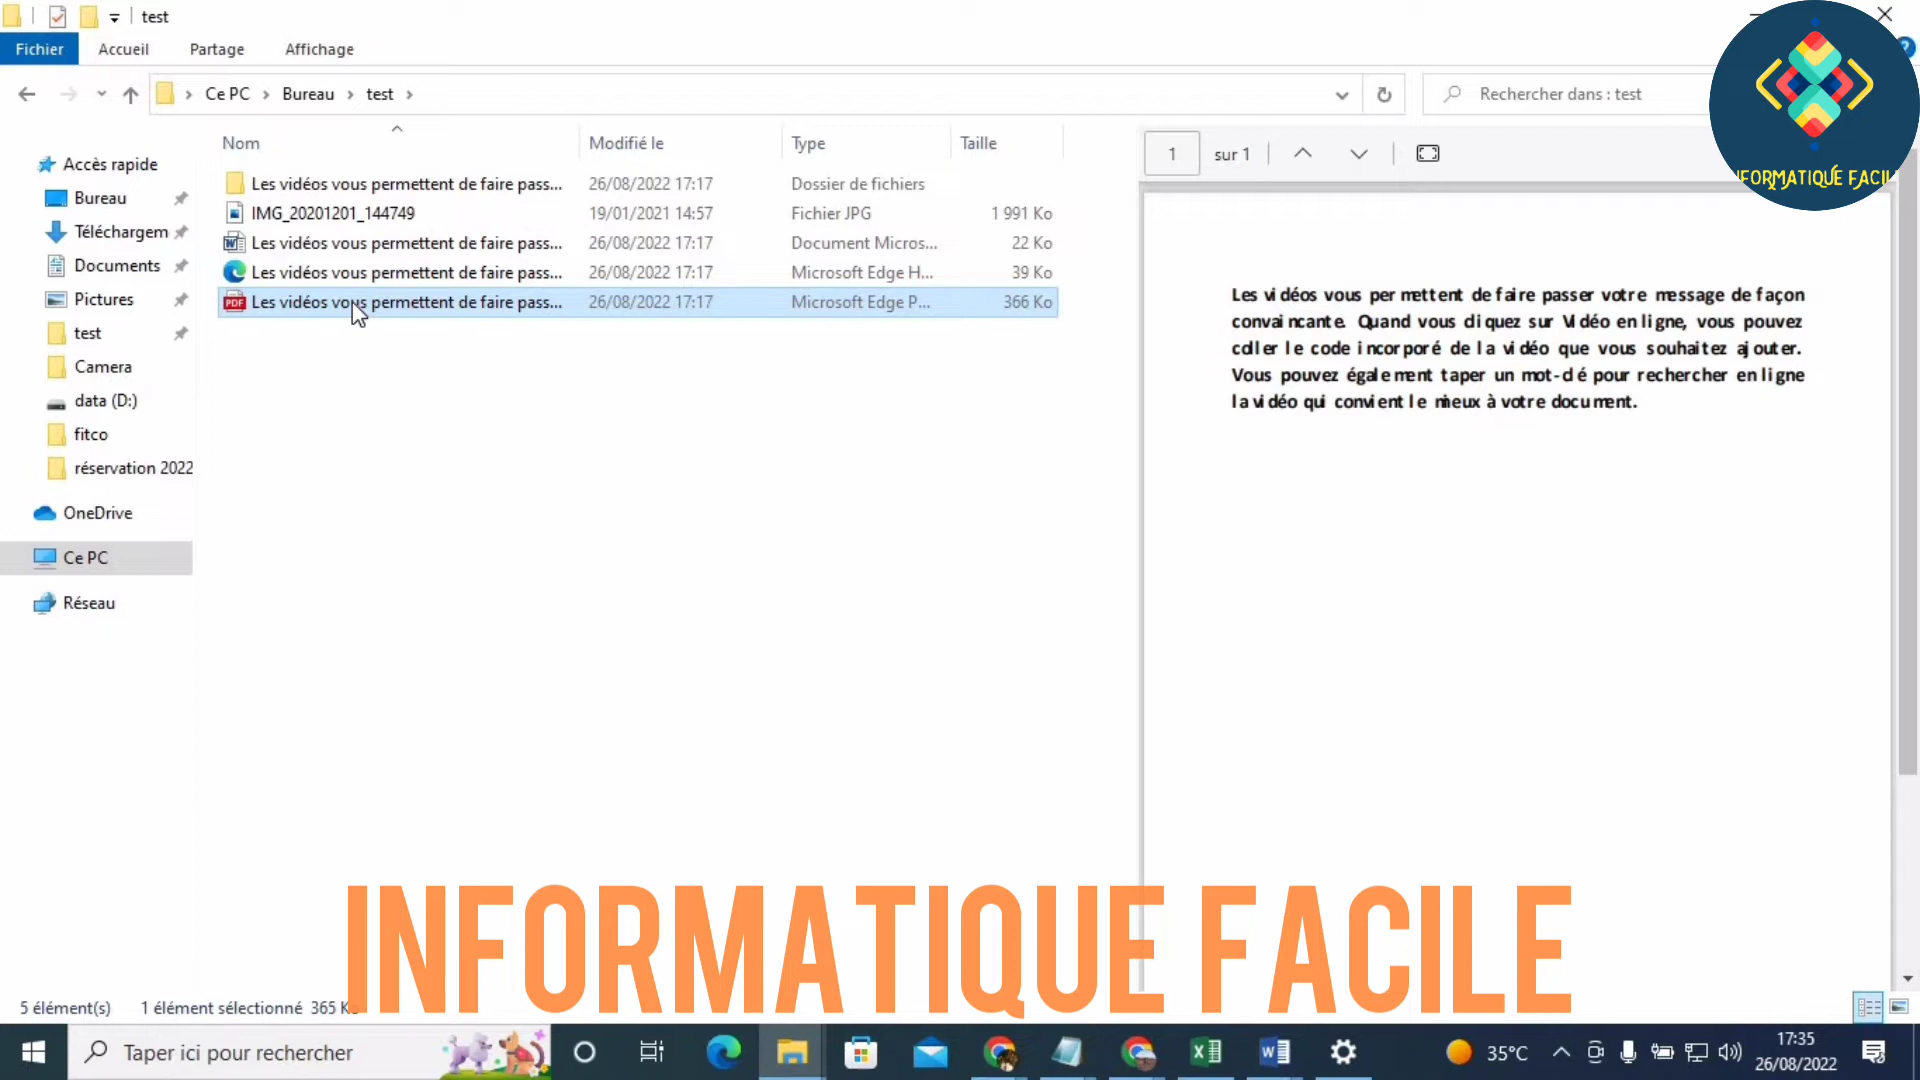 test
Fichier Accueil Partage Affichage
Ce PC Bureau test
Rechercher dans : test
INFORMATIQUE FACIL
Nom Modifié le Type Taille
1 sur 1
Accès rapide
Bureau
Téléchargem
Documents
Pictures
test
Camera
data (D:)
fitco
réservation 2022
OneDrive
Ce PC
Réseau
Les vidéos vous permettent de faire pass... 26/08/2022 17:17 Dossier de fichiers
IMG_20201201_144749 19/01/2021 14:57 Fichier JPG 1 991 Ko
Les vidéos vous permettent de faire pass... 26/08/2022 17:17 Document Micros... 22 Ko
Les vidéos vous permettent de faire pass... 26/08/2022 17:17 Microsoft Edge H... 39 Ko
PDF Les vidéos vous permettent de faire pass... 26/08/2022 17:17 Microsoft Edge P... 366 Ko
Les vidéos vous permettent de faire passer votre message de façon
convaincante. Quand vous cliquez sur Vidéo en ligne, vous pouvez
coller le code incorporé de la vidéo que vous souhaitez ajouter.
Vous pouvez également taper un mot-clé pour rechercher en ligne
la vidéo qui convient le mieux à votre document.
INFORMATIQUE FACILE
5 élément(s) 1 élément sélectionné 365 Ko
Taper ici pour rechercher
35°C
17:35
26/08/2022